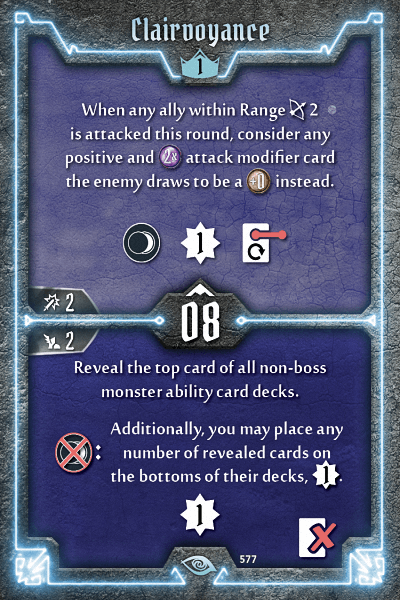 Clairvoyance
1
When any ally within Range 2
is attacked this round, consider any
positive and 2x attack modifier card
the enemy draws to be a +0 instead.
1
2
08
2
Reveal the top card of all non-boss
monster ability card decks.
: Additionally, you may place any
number of revealed cards on
the bottoms of their decks, 1.
1
577